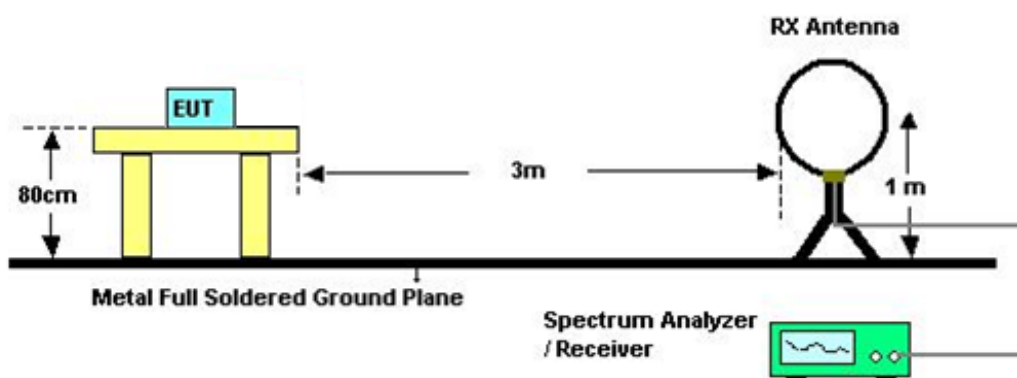 RX Antenna
EUT
80cm
3m
1 m
Metal Full Soldered Ground Plane
Spectrum Analyzer
/ Receiver